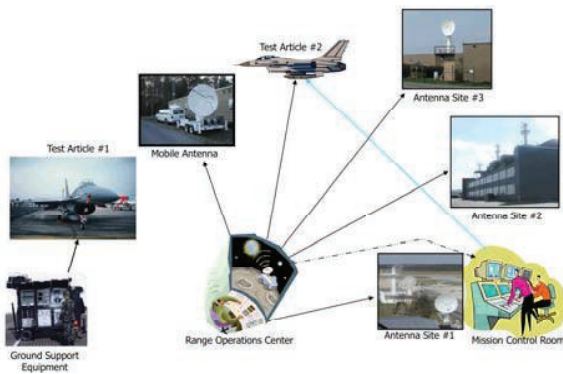 Test Article #2
Antenna Site #3
Mobile Antenna
Test Article #1
Antenna Site #2
Range Operations Center
Antenna Site #1
Mission Control Room
Ground Support
Equipment